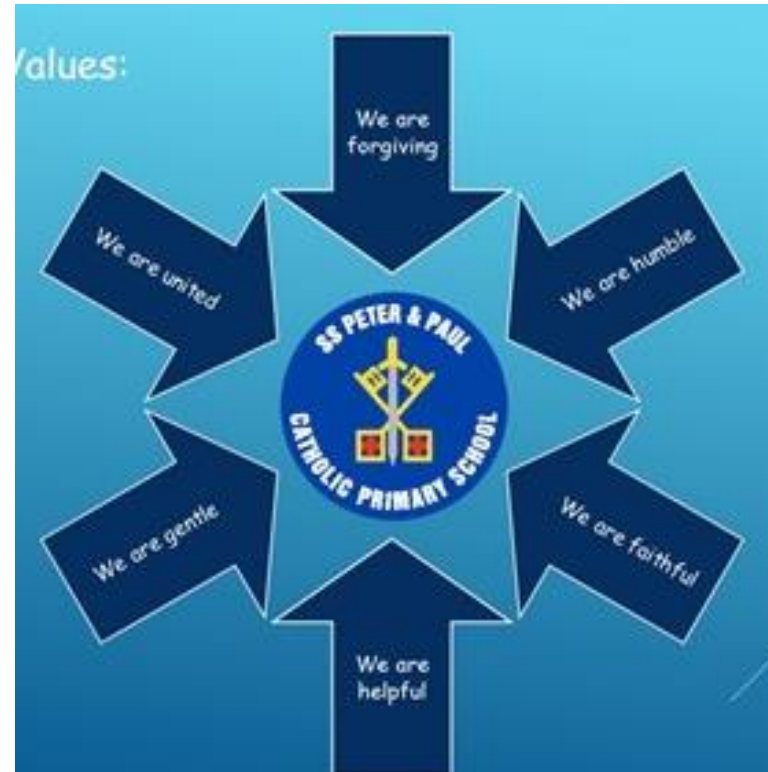 Values:
We are
forgiving
We are united
We are humble
SS PETER & PAUL
CATHOLIC PRIMARY SCHOOL
We are gentle
We are faithful
We are
helpful